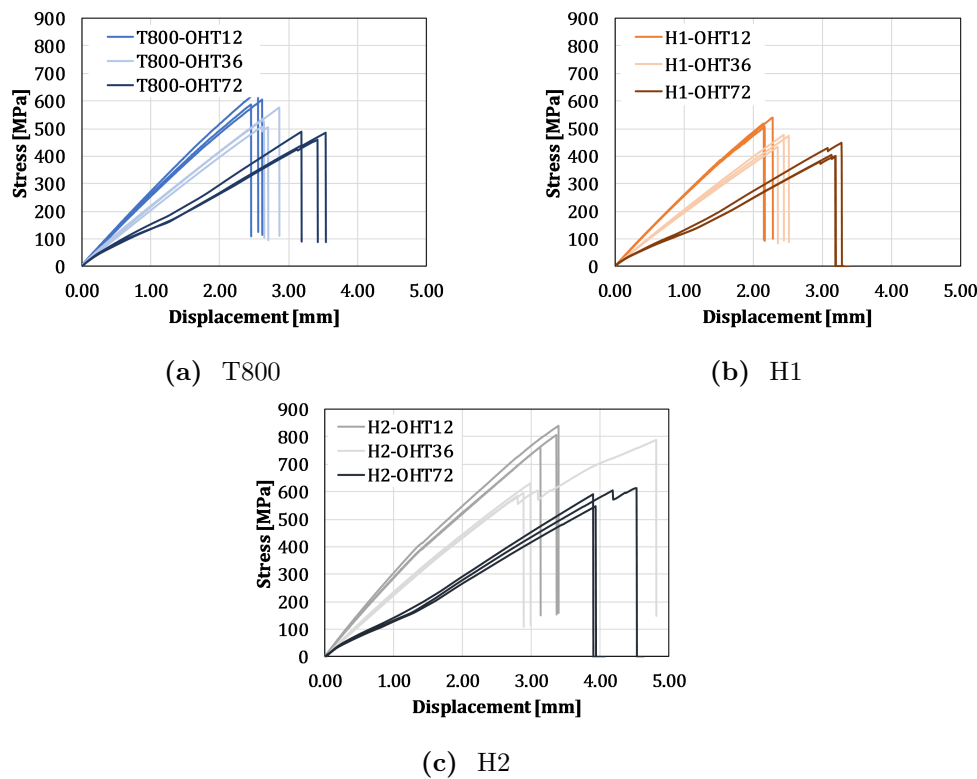 900
800
700
600
500
400
300
200
100
0
Stress [MPa]
T800-OHT12
T800-OHT36
T800-OHT72
0.00 1.00 2.00 3.00 4.00 5.00
Displacement [mm]
(a) T800
900
800
700
600
500
400
300
200
100
0
Stress [MPa]
H1-OHT12
H1-OHT36
H1-OHT72
0.00 1.00 2.00 3.00 4.00 5.00
Displacement [mm]
(b) H1
900
800
700
600
500
400
300
200
100
0
Stress [MPa]
H2-OHT12
H2-OHT36
H2-OHT72
0.00 1.00 2.00 3.00 4.00 5.00
Displacement [mm]
(c) H2